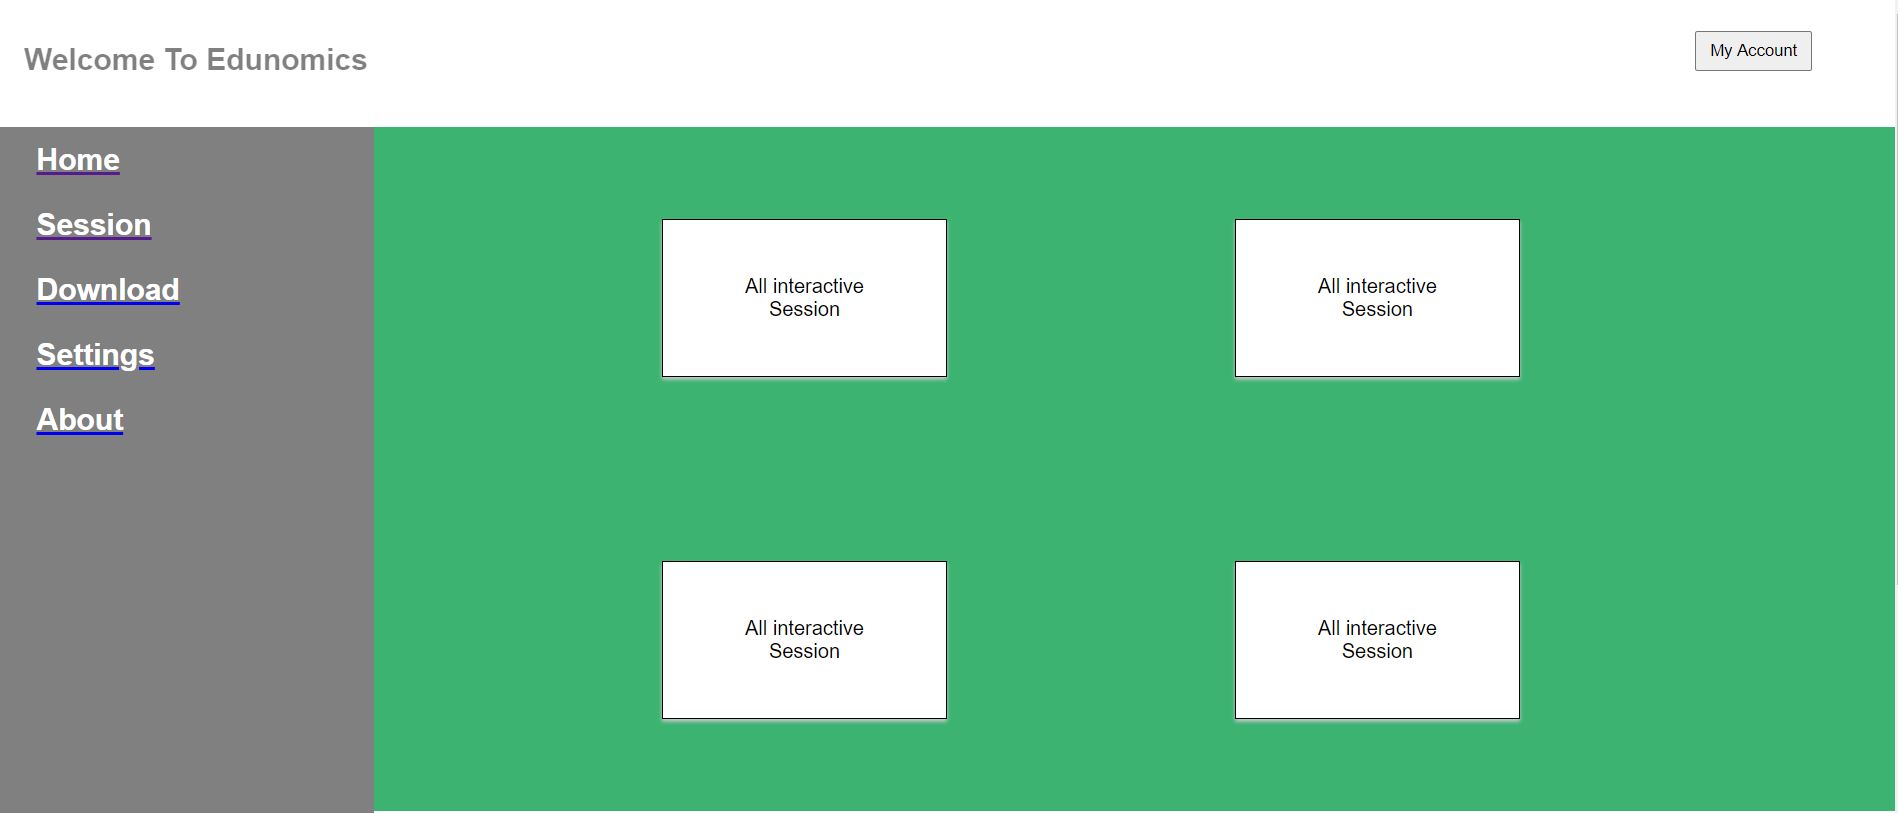 Welcome To Edunomics
My Account
Home
Session
Download
Settings
About
All interactive
Session
All interactive
Session
All interactive
Session
All interactive
Session